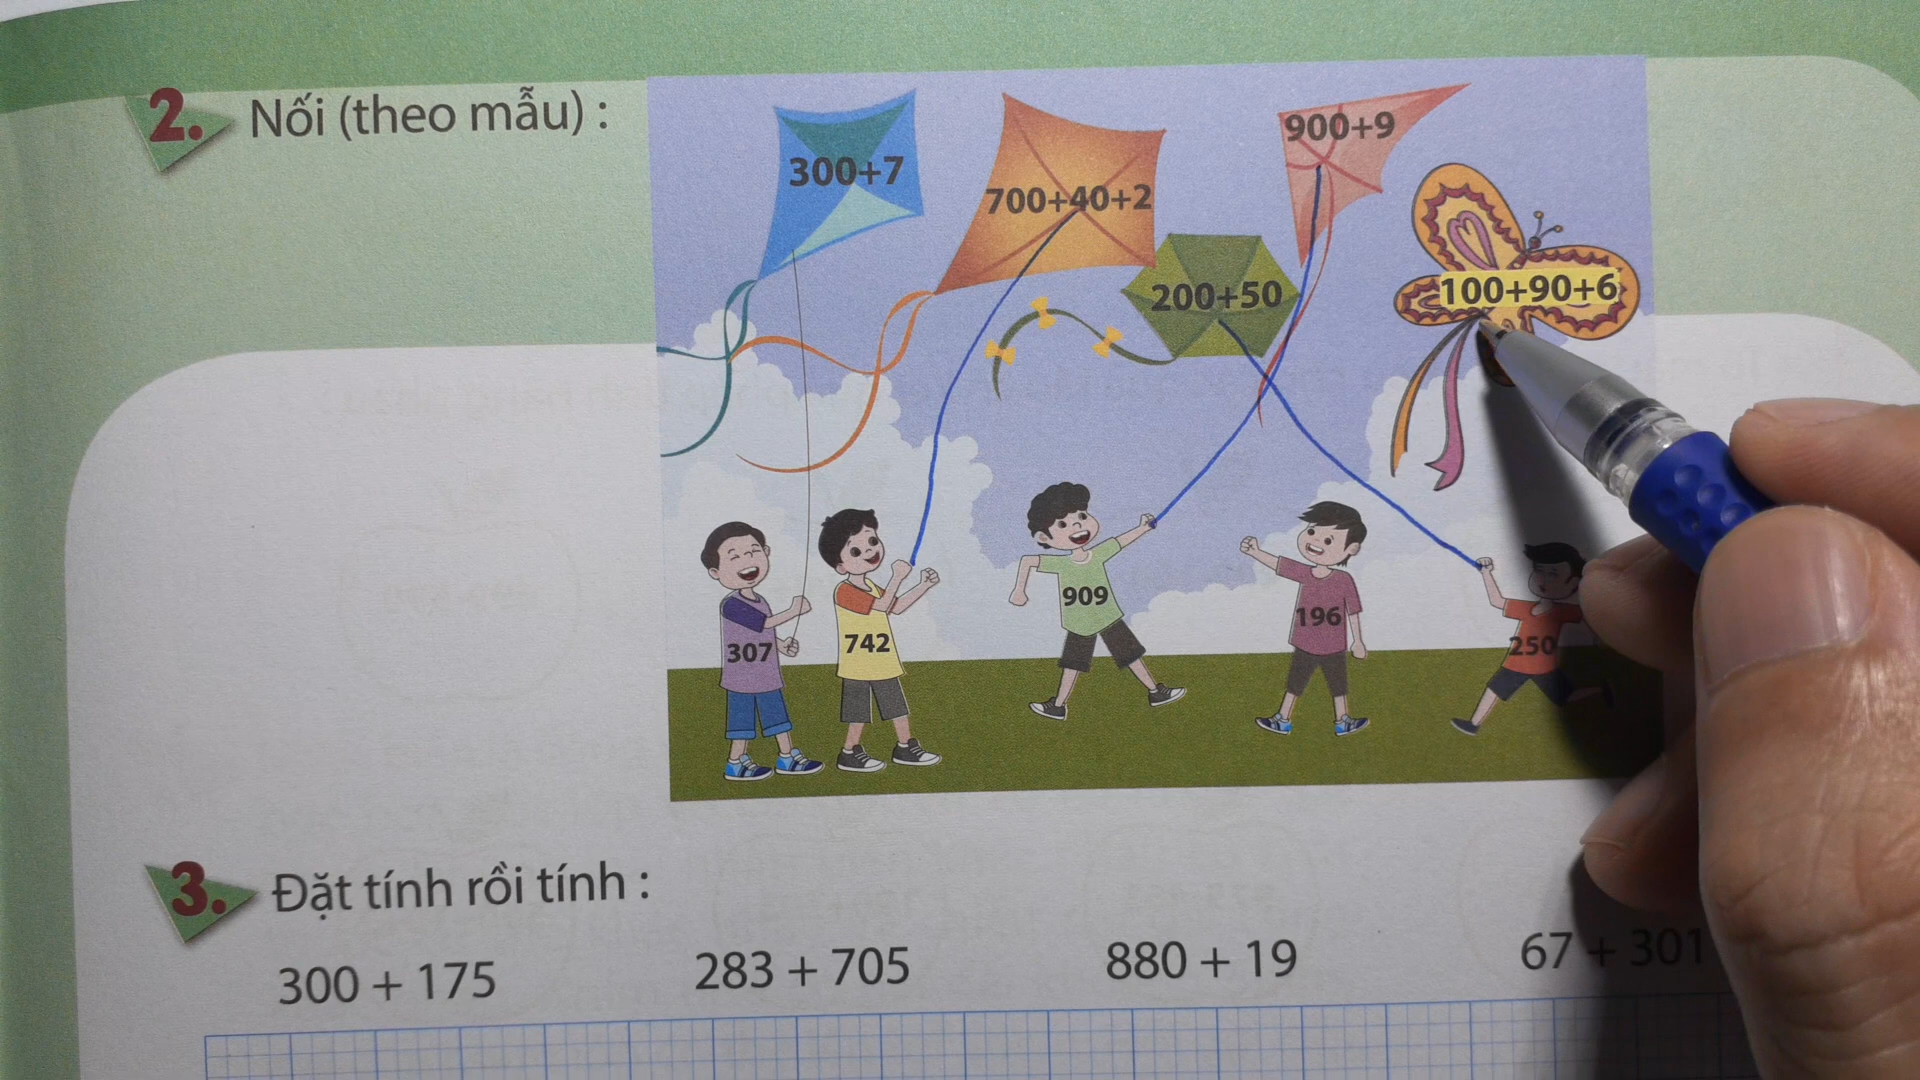 2. Nối (theo mẫu) :
300+7
700+40+2
900+9
200+50
100+90+6
307
742
909
196
250
3. Đặt tính rồi tính :
300 + 175
283 + 705
880 + 19
67 + 301